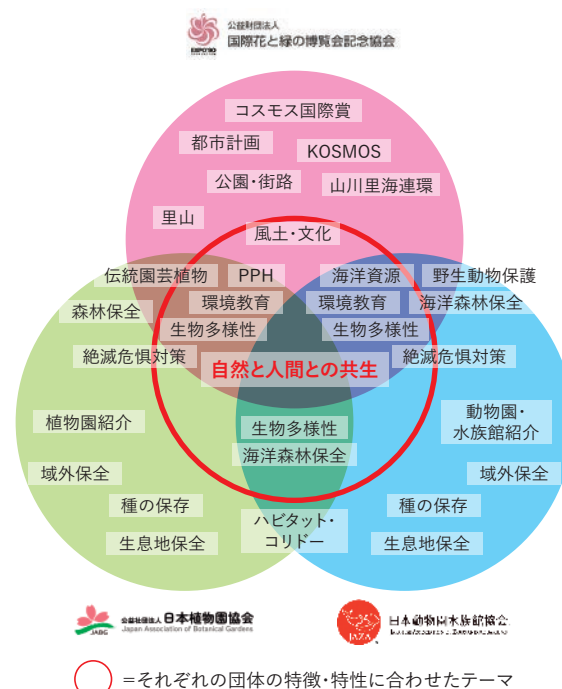 公益財団法人
国際花と緑の博覧会記念協会
EXPO'90
コスモス国際賞
都市計画
KOSMOS
公園・街路
山川里海連環
里山
風土・文化
伝統園芸植物
PPH
海洋資源
野生動物保護
森林保全
環境教育
環境教育
海洋森林保全
生物多様性
生物多様性
絶滅危惧対策
自然と人間との共生
絶滅危惧対策
植物園紹介
生物多様性
動物園・
水族館紹介
海洋森林保全
域外保全
域外保全
種の保存
ハビタット・
コリドー
種の保存
生息地保全
生息地保全
JABG
公益社団法人 日本植物園協会
Japan Association of Botanical Gardens
JAZA
日本動物園水族館協会
=それぞれの団体の特徴・特性に合わせたテーマ